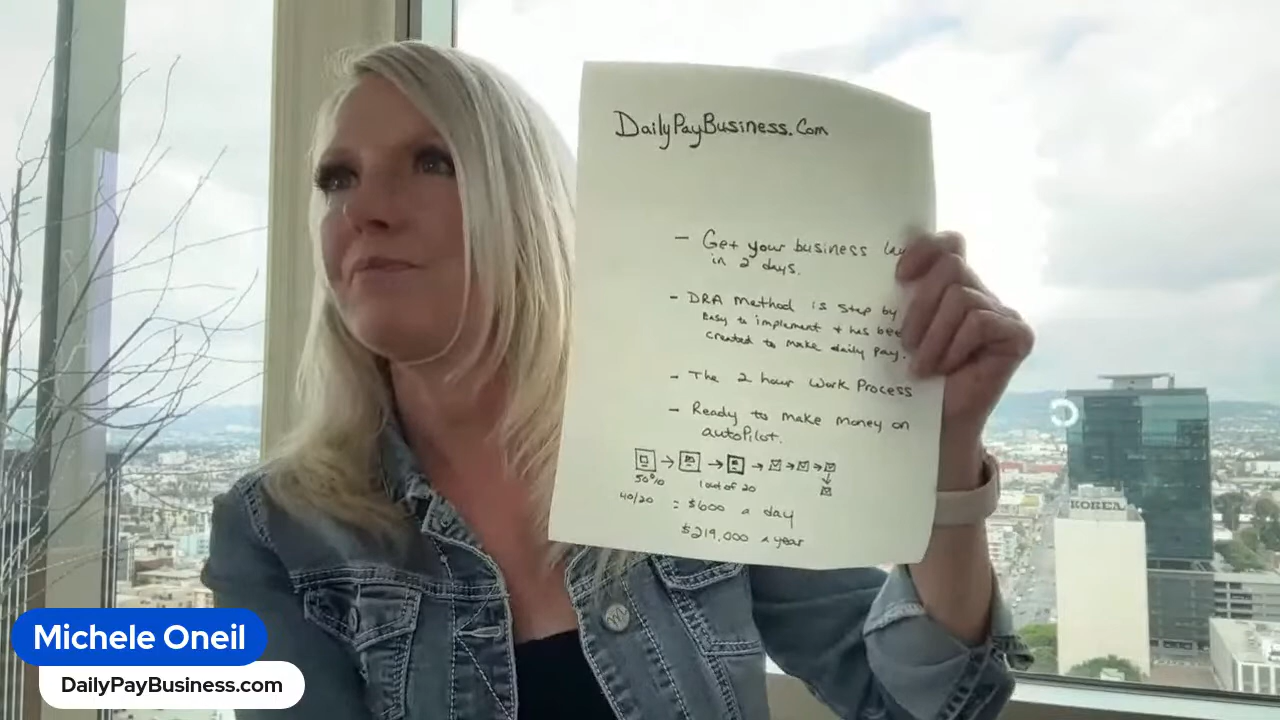 DailyPayBusiness.Com
- Get your business
in 2 days.
- DRA Method is step by
Easy to implement + has
created to make daily pay.
- The 2 hour Work Process
- Ready to make money on
autoPilot.
50%
1 out of 20
40/20 = $600 a day
$219,000 a year
KOREA
Michele Oneil
DailyPayBusiness.com